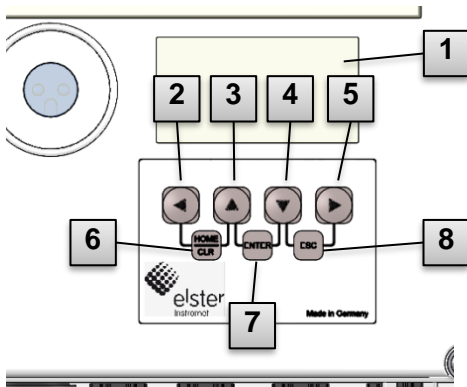 1
2 3 4 5
6 HOME CLR ENTER ESC 8
7
elster
Instromet
Made in Germany